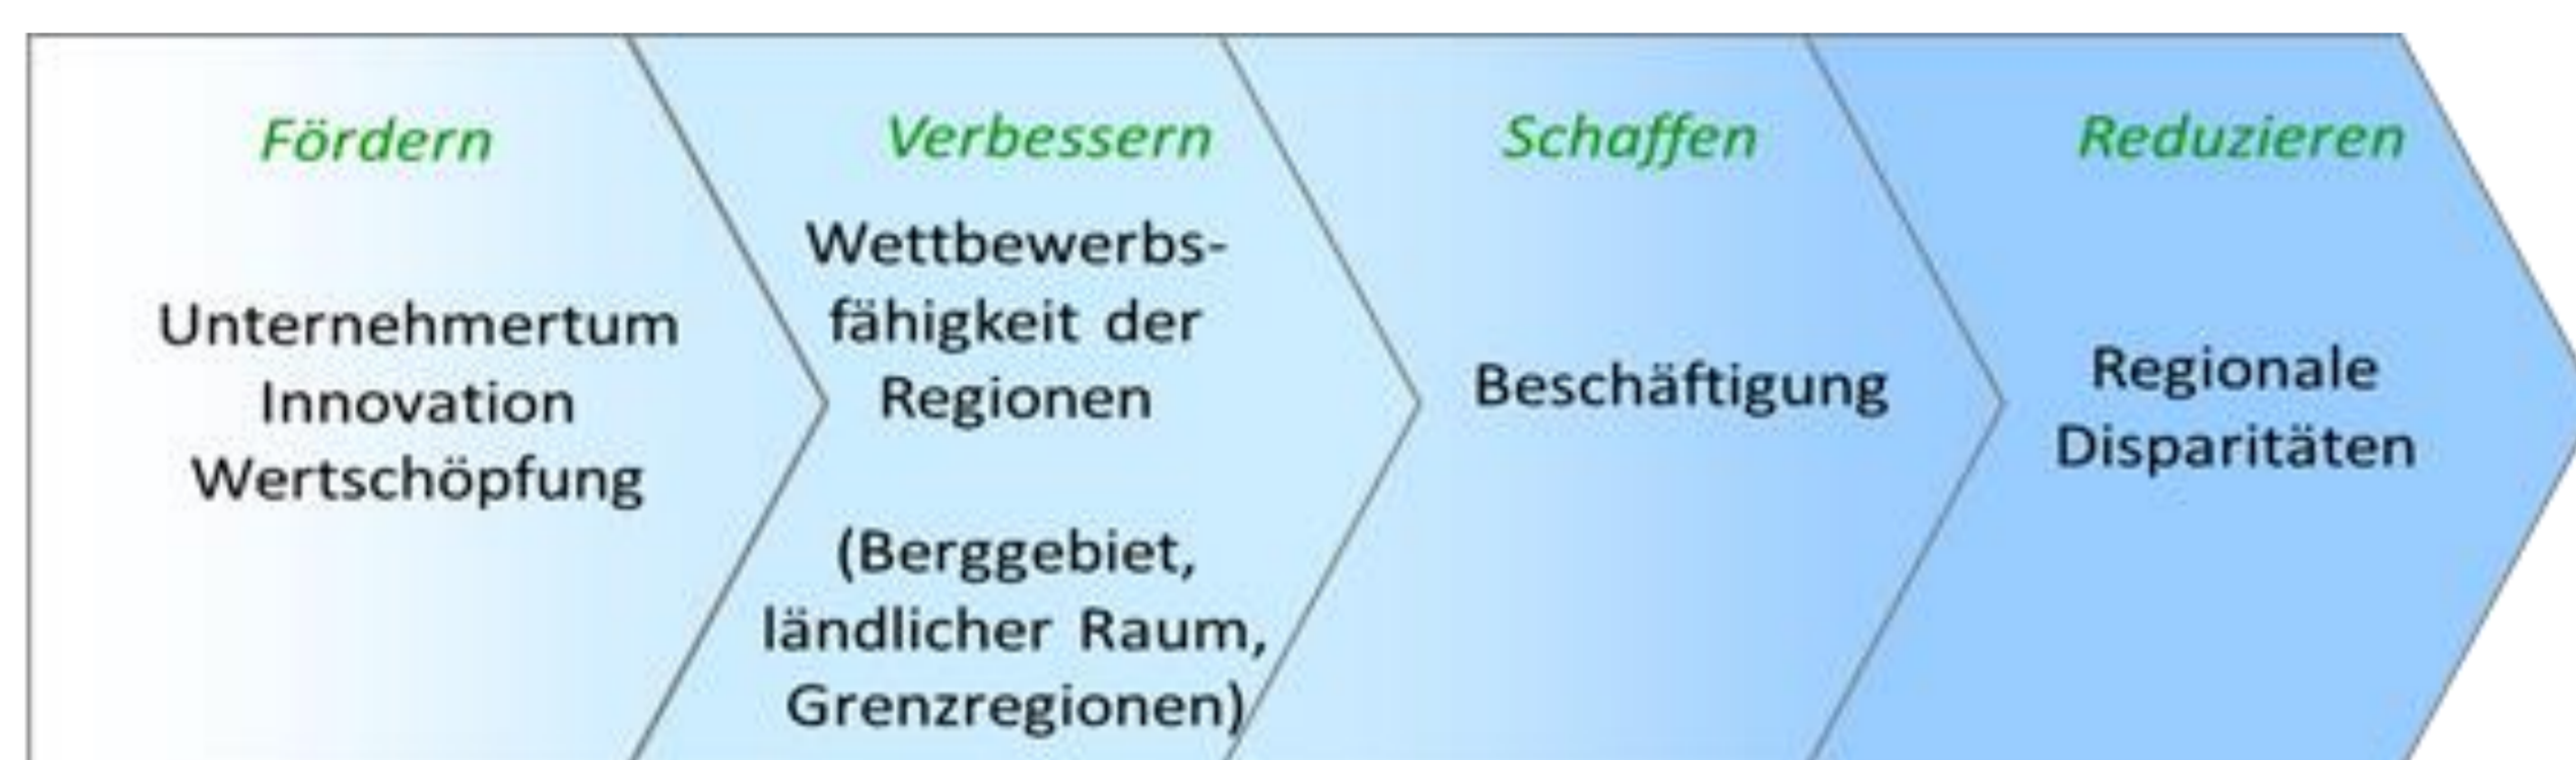 Fördern
Unternehmertum
Innovation
Wertschöpfung
Verbessern
Wettbewerbs-
fähigkeit der
Regionen
(Berggebiet,
ländlicher Raum,
Grenzregionen)
Schaffen
Beschäftigung
Reduzieren
Regionale
Disparitäten